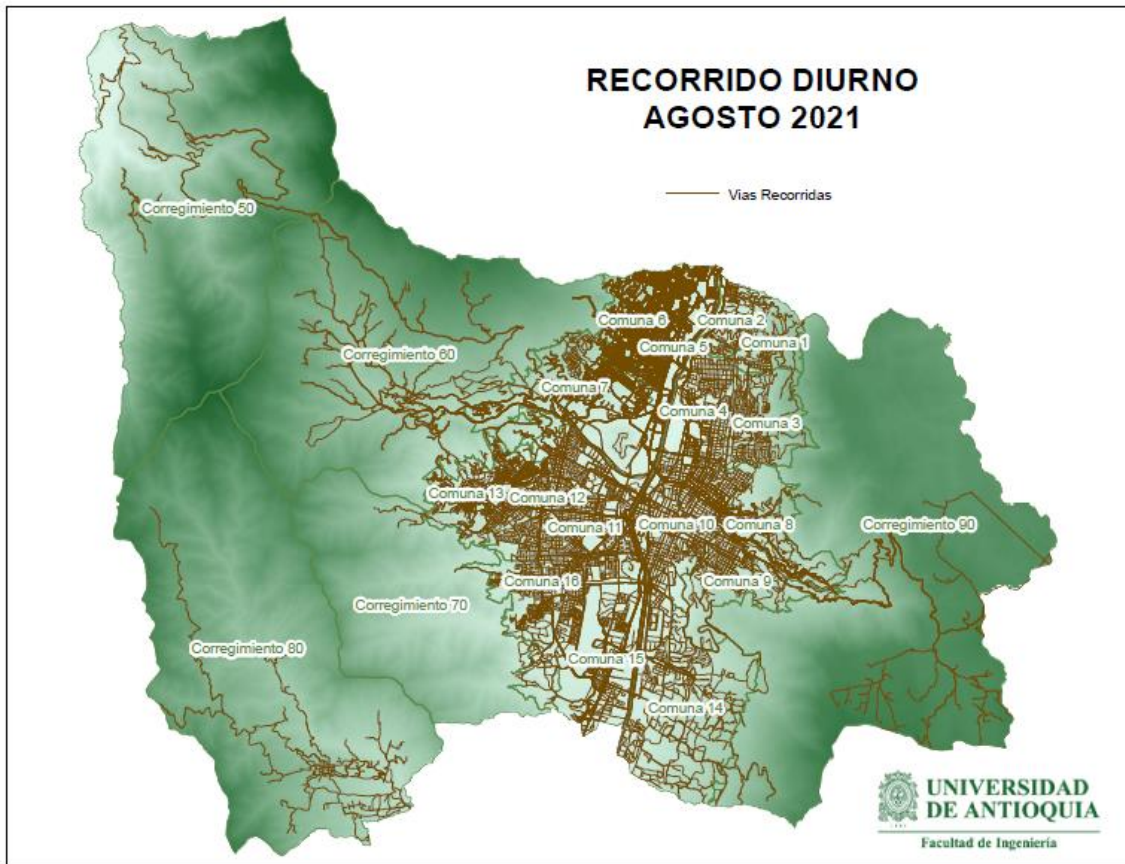 RECORRIDO DIURNO
AGOSTO 2021
Vias Recorridas
Corregimiento 50
Comuna 6
Comuna 2
Comuna 5
Comuna 1
Corregimiento 60
Comuna 7
Comuna 4
Comuna 3
Comuna 13
Comuna 12
Comuna 11
Comuna 10
Comuna 8
Corregimiento 90
Comuna 16
Comuna 9
Corregimiento 70
Corregimiento 80
Comuna 15
Comuna 14
UNIVERSIDAD
DE ANTIOQUIA
Facultad de Ingeniería